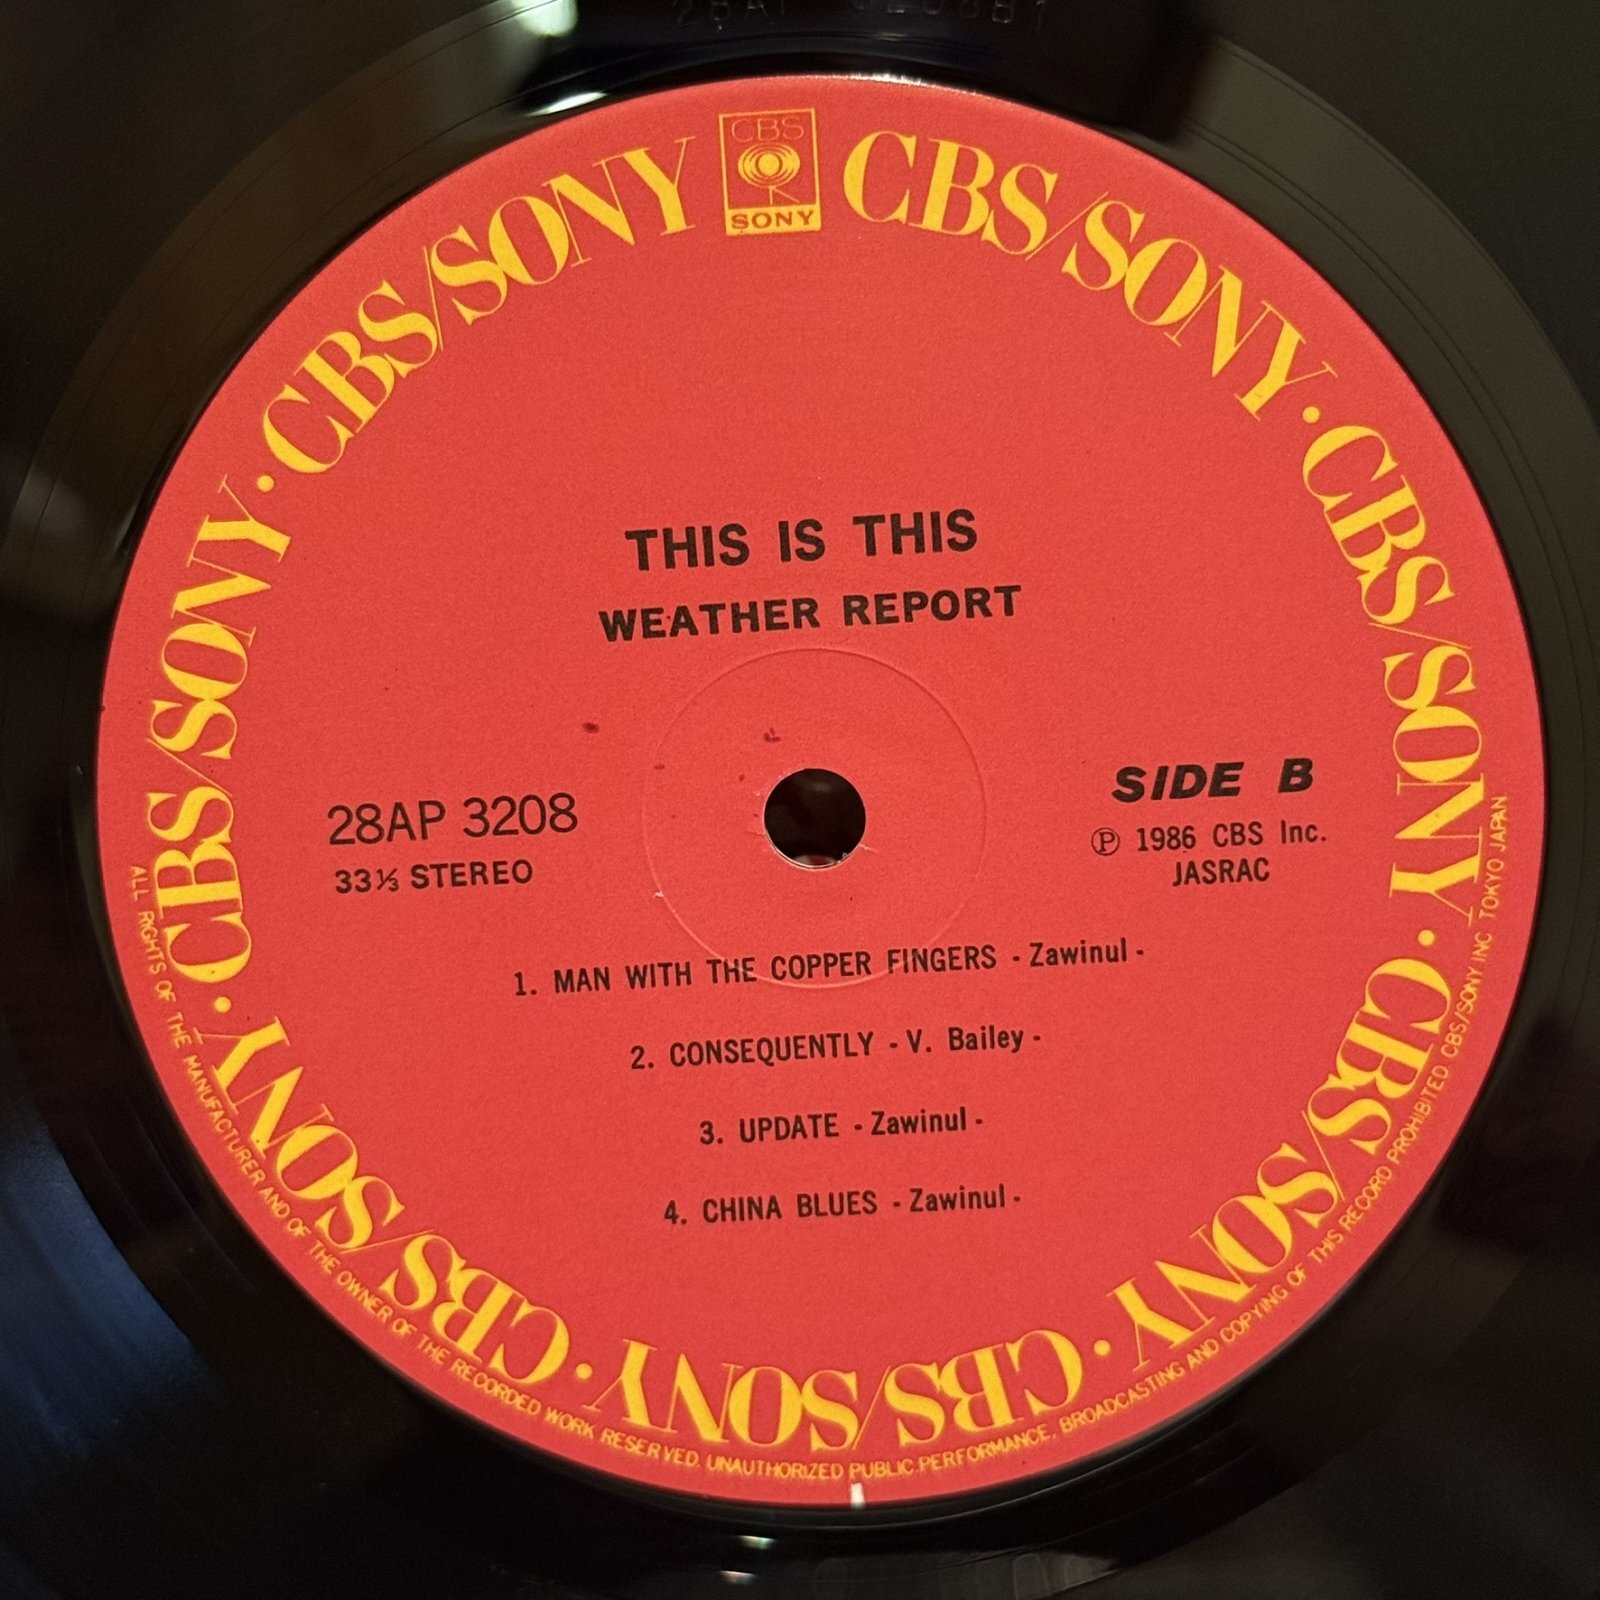 CBS
SONY
CBS/SONY · CBS/SONY · CBS/SONY · CBS/SONY · CBS/SONY · CBS/SONY · CBS/SONY · CBS/SONY
THIS IS THIS
WEATHER REPORT
28AP 3208
33⅓ STEREO
SIDE B
Ⓟ 1986 CBS Inc.
JASRAC
1. MAN WITH THE COPPER FINGERS - Zawinul -
2. CONSEQUENTLY - V. Bailey -
3. UPDATE - Zawinul -
4. CHINA BLUES - Zawinul -
ALL RIGHTS OF THE MANUFACTURER AND OF THE OWNER OF THE RECORDED WORK RESERVED. UNAUTHORIZED PUBLIC PERFORMANCE, BROADCASTING AND COPYING OF THIS RECORD PROHIBITED CBS/SONY INC TOKYO JAPAN